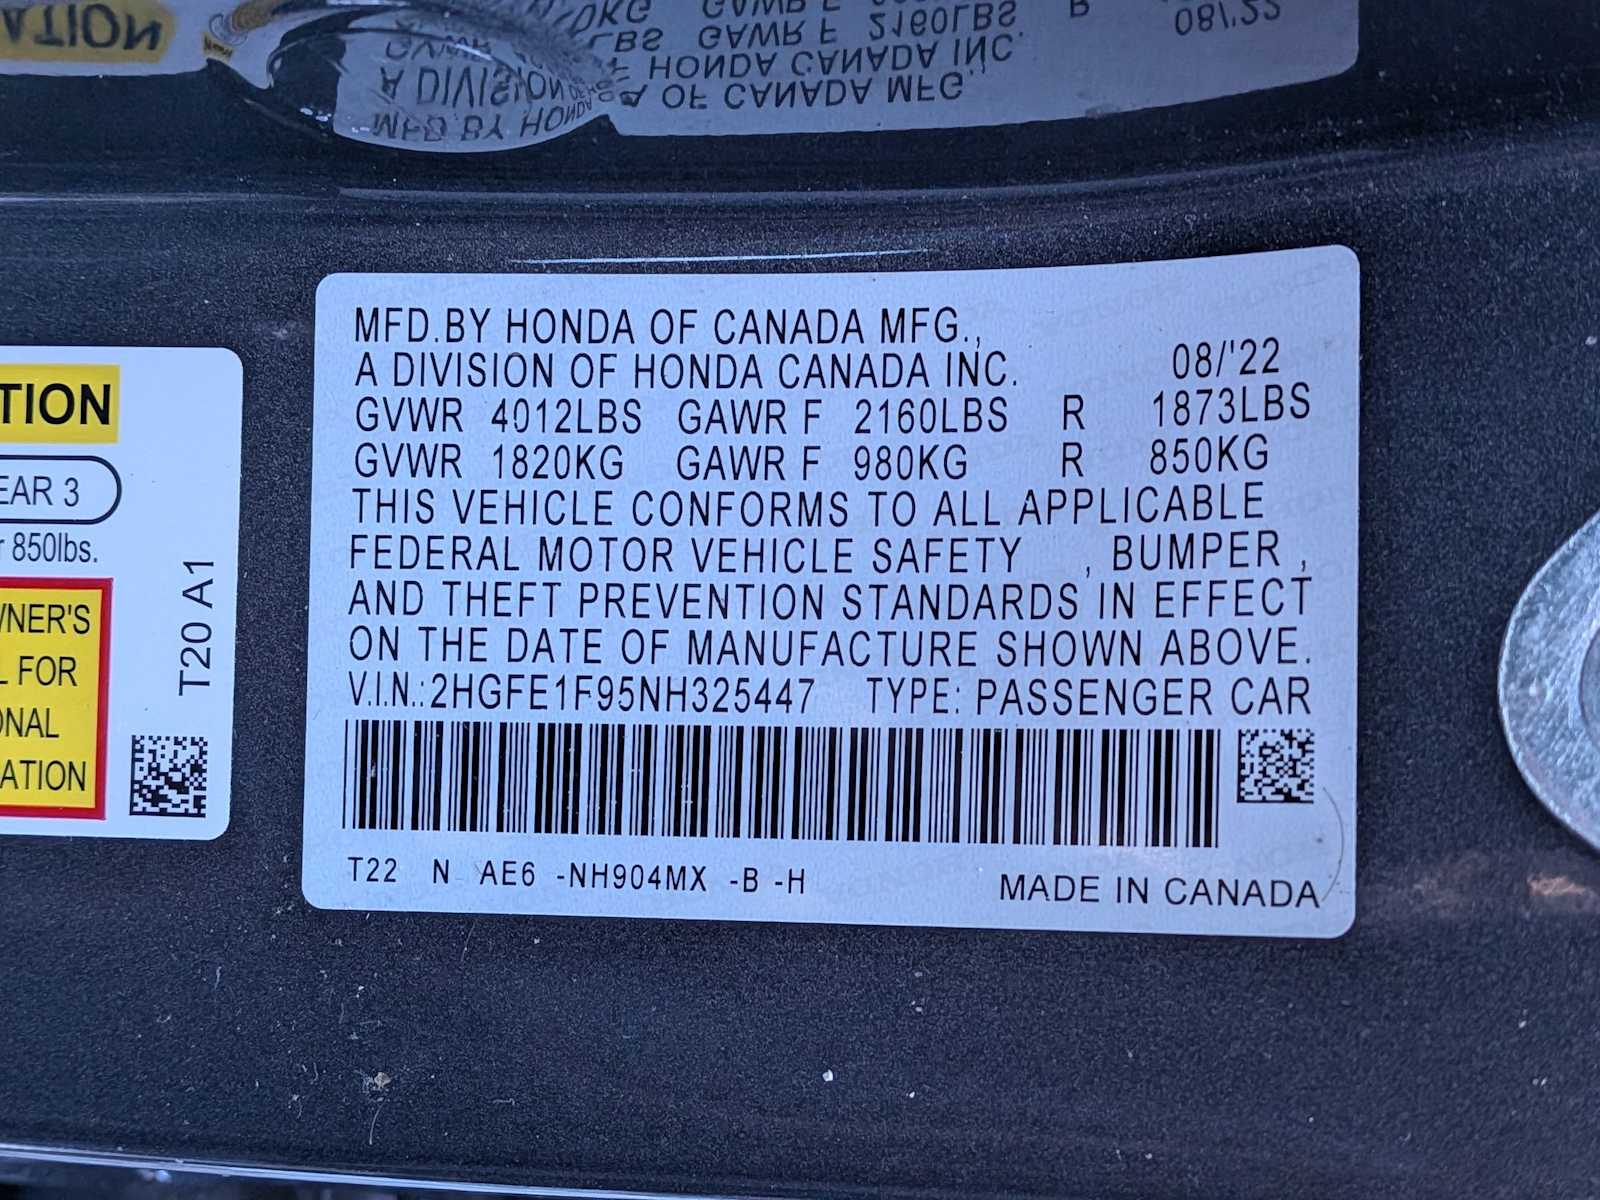 MFD.BY HONDA OF CANADA MFG.,
A DIVISION OF HONDA CANADA INC. 08/'22
GVWR 4012LBS GAWR F 2160LBS R 1873LBS
GVWR 1820KG GAWR F 980KG R 850KG
THIS VEHICLE CONFORMS TO ALL APPLICABLE
FEDERAL MOTOR VEHICLE SAFETY , BUMPER ,
AND THEFT PREVENTION STANDARDS IN EFFECT
ON THE DATE OF MANUFACTURE SHOWN ABOVE.
V.I.N.:2HGFE1F95NH325447 TYPE: PASSENGER CAR
T22 N AE6 -NH904MX -B -H
MADE IN CANADA
TION
EAR 3
r 850lbs.
WNER'S
L FOR
ONAL
ATION
T20 A1